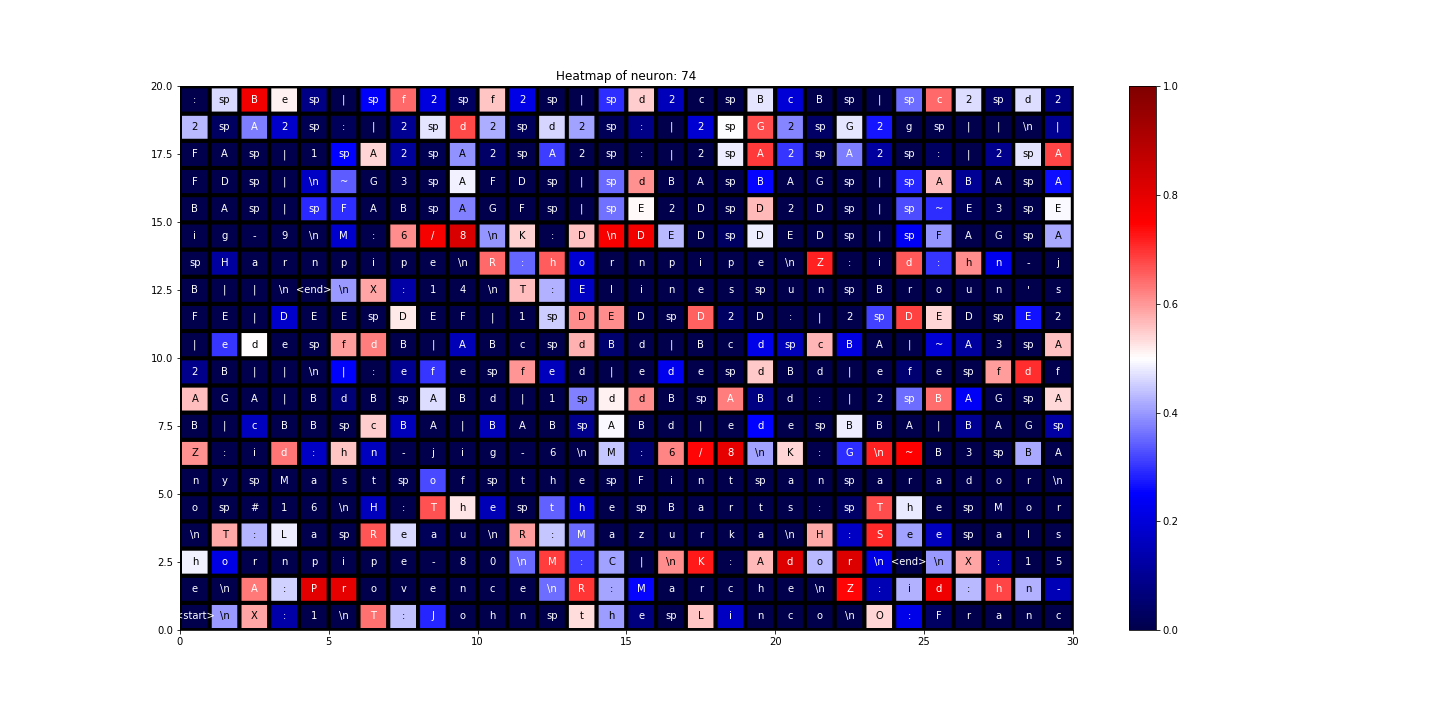 Heatmap of neuron: 74
20.0 : sp B e sp | sp f 2 sp f 2 sp | sp d 2 c sp B c B sp | sp c 2 sp d 2 1.0
2 sp A 2 sp : | 2 sp d 2 sp d 2 sp : | 2 sp G 2 sp G 2 g sp | | \n |
17.5 F A sp | 1 sp A 2 sp A 2 sp A 2 sp : | 2 sp A 2 sp A 2 sp : | 2 sp A
F D sp | \n ~ G 3 sp A F D sp | sp d B A sp B A G sp | sp A B A sp A 0.8
15.0 B A sp | sp F A B sp A G F sp | sp E 2 D sp D 2 D sp | sp ~ E 3 sp E
i g - 9 \n M : 6 / 8 \n K : D \n D E D sp D E D sp | sp F A G sp A
sp H a r n p i p e \n R : h o r n p i p e \n Z : i d : h n - j
12.5 B | | \n <end> \n X : 1 4 \n T : E l i n e s p u n sp B r o u n ' s 0.6
F E | D E E sp D E F | 1 sp D E D sp D 2 D : | 2 sp D E D sp E 2
10.0 | e d e sp f d B | A B c sp d B d | B c d sp c B A | ~ A 3 sp A
2 B | | \n | : e f e sp f e d | e d e sp d B d | e f e sp f d f 0.4
A G A | B d B sp A B d | 1 sp d d B sp A B d : | 2 sp B A G sp A
7.5 B | c B B sp c B A | B A B sp A B d | e d e sp B B A | B A G sp
Z : i d : h n - j i g - 6 \n M : 6 / 8 \n K : G \n ~ B 3 sp B A 0.2
5.0 n y sp M a s t sp o f sp t h e sp F i n t sp a n sp a r a d o r \n
o sp # 1 6 \n H : T h e sp t h e sp B a r t s : sp T h e sp M o r
\n T : L a sp R e a u \n R : M a z u r k a \n H : S e e sp a l s
2.5 h o r n p i p e - 8 0 \n M : C | \n K : A d o r \n <end> \n X : 1 5
e \n A : P r o v e n c e \n R : M a r c h e \n Z : i d : h n -
0.0 <start> \n X : 1 \n T : J o h n sp t h e sp L i n c o \n O : F r a n c 0.0
0 5 10 15 20 25 30